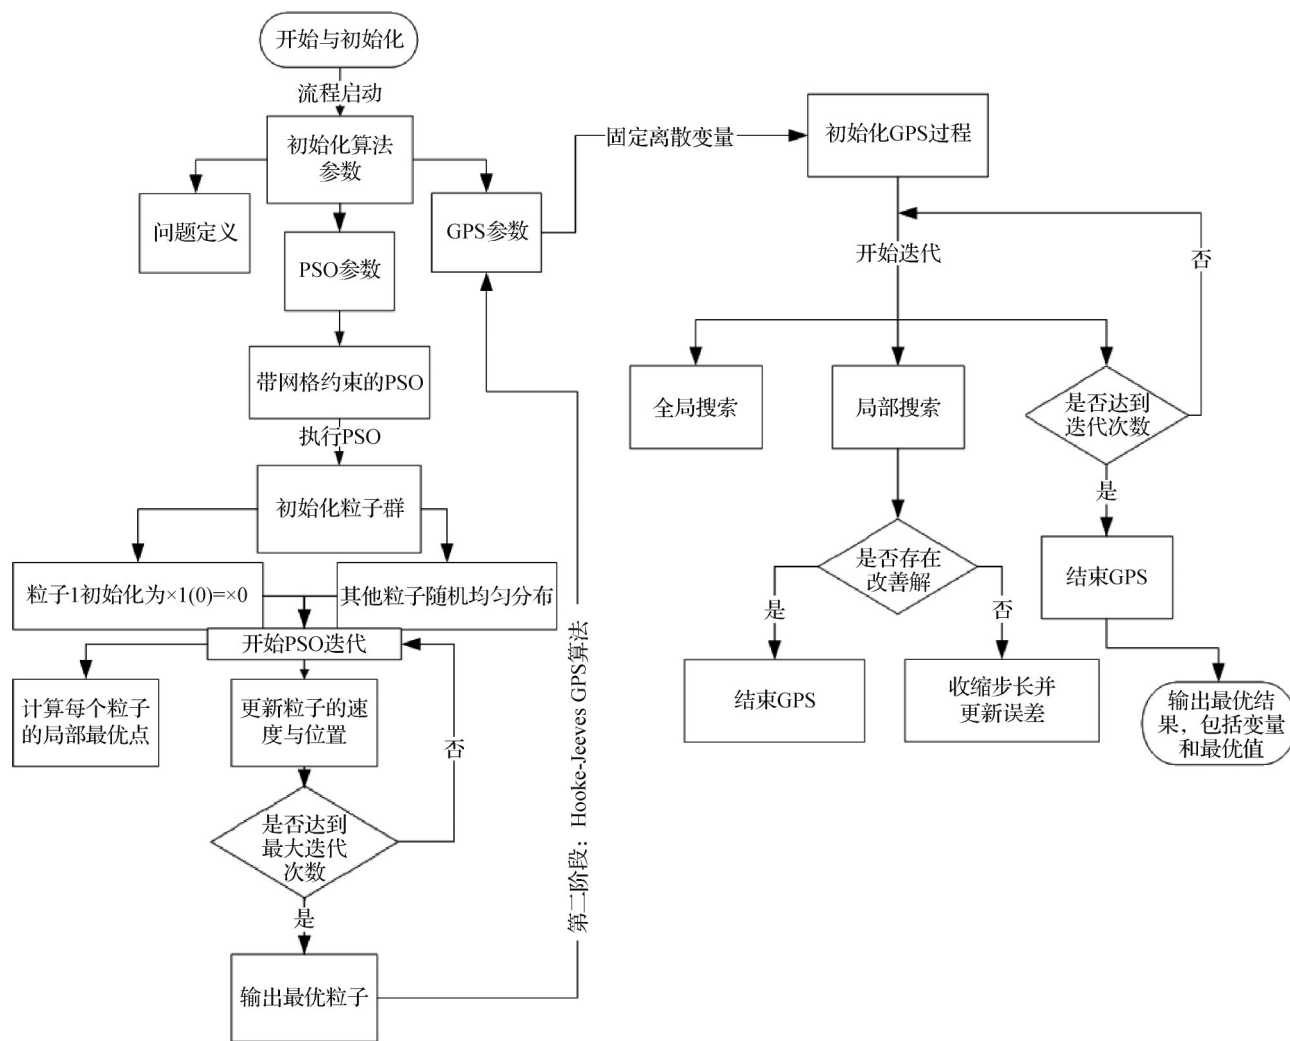 开始与初始化
流程启动
初始化算法
参数
问题定义
PSO参数
GPS参数
带网格约束的PSO
执行PSO
初始化粒子群
粒子1初始化为×1(0)=×0
其他粒子随机均匀分布
开始PSO迭代
计算每个粒子
的局部最优点
更新粒子的速
度与位置
否
是否达到
最大迭代
次数
是
输出最优粒子
第二阶段：Hooke-Jeeves GPS算法
固定离散变量
初始化GPS过程
开始迭代
否
全局搜索
局部搜索
是否达到
迭代次数
是
是否存在
改善解
是
否
结束GPS
收缩步长并
更新误差
结束GPS
输出最优结
果，包括变量
和最优值